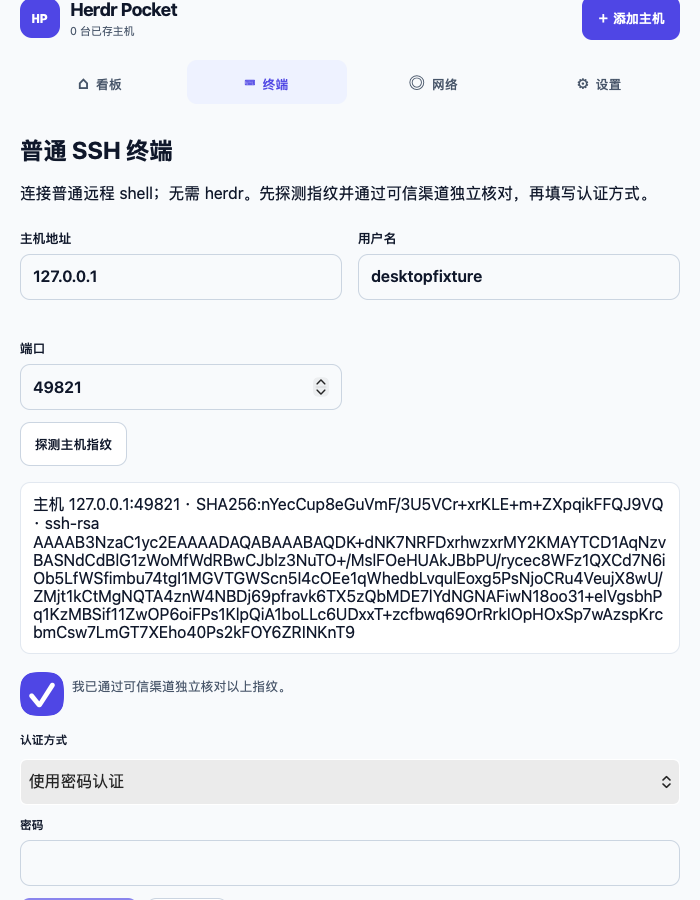 HP
Herdr Pocket
0 台已存主机
+ 添加主机
看板
终端
网络
设置
普通 SSH 终端
连接普通远程 shell；无需 herdr。先探测指纹并通过可信渠道独立核对，再填写认证方式。
主机地址
用户名
127.0.0.1
desktopfixture
端口
49821
探测主机指纹
主机 127.0.0.1:49821 · SHA256:nYecCup8eGuVmF/3U5VCr+xrKLE+m+ZXpqikFFQJ9VQ
· ssh-rsa
AAAAB3NzaC1yc2EAAAADAQABAAABAQDK+dNK7NRFDxrhwzxrMY2KMAYTCD1AqNzv
BASNdCdBlG1zWoMfWdRBwCJblz3NuTO+/MslFOeHUAkJBbPU/rycec8WFz1QXCd7N6i
Ob5LfWSfimbu74tgl1MGVTGWScn5I4cOEe1qWhedbLvqulEoxg5PsNjoCRu4VeujX8wU/
ZMjt1kCtMgNQTA4znW4NBDj69pfravk6TX5zQbMDE7lYdNGNAFiwN18oo31+elVgsbhP
q1KzMBSif11ZwOP6oiFPs1KlpQiA1boLLc6UDxxT+zcfbwq69OrRrklOpHOxSp7wAzspKrc
bmCsw7LmGT7XEho40Ps2kFOY6ZRlNKnT9
我已通过可信渠道独立核对以上指纹。
认证方式
使用密码认证
密码